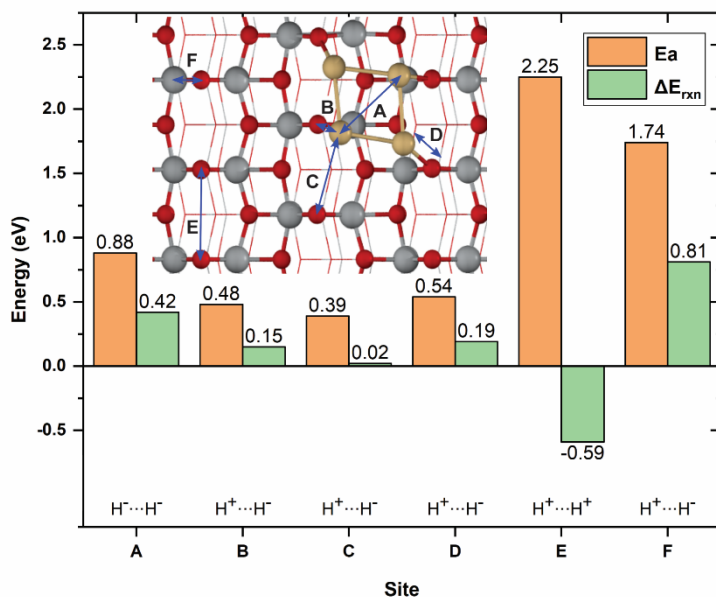 2.5
2.0
1.5
1.0
0.5
0.0
-0.5
Energy (eV)
Ea
ΔE_rxn
F
B
A
D
C
E
0.88
0.42
0.48
0.15
0.39
0.02
0.54
0.19
2.25
-0.59
1.74
0.81
H⁻···H⁻
H⁺···H⁻
H⁺···H⁻
H⁺···H⁻
H⁺···H⁺
H⁺···H⁻
A
B
C
D
E
F
Site